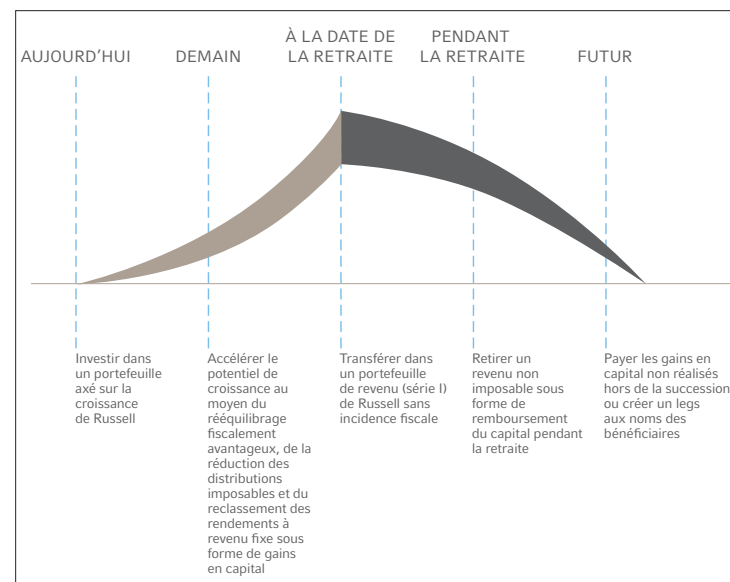 AUJOURD'HUI
DEMAIN
À LA DATE DE
LA RETRAITE
PENDANT
LA RETRAITE
FUTUR
Investir dans
un portefeuille
axé sur la
croissance
de Russell
Accélérer le
potentiel de
croissance au
moyen du
rééquilibrage
fiscalement
avantageux, de la
réduction des
distributions
imposables et du
reclassement des
rendements à
revenu fixe sous
forme de gains
en capital
Transférer dans
un portefeuille
de revenu (série I)
de Russell sans
incidence fiscale
Retirer un
revenu non
imposable sous
forme de
remboursement
du capital pendant
la retraite
Payer les gains en
capital non réalisés
hors de la succession
ou créer un legs
aux noms des
bénéficiaires